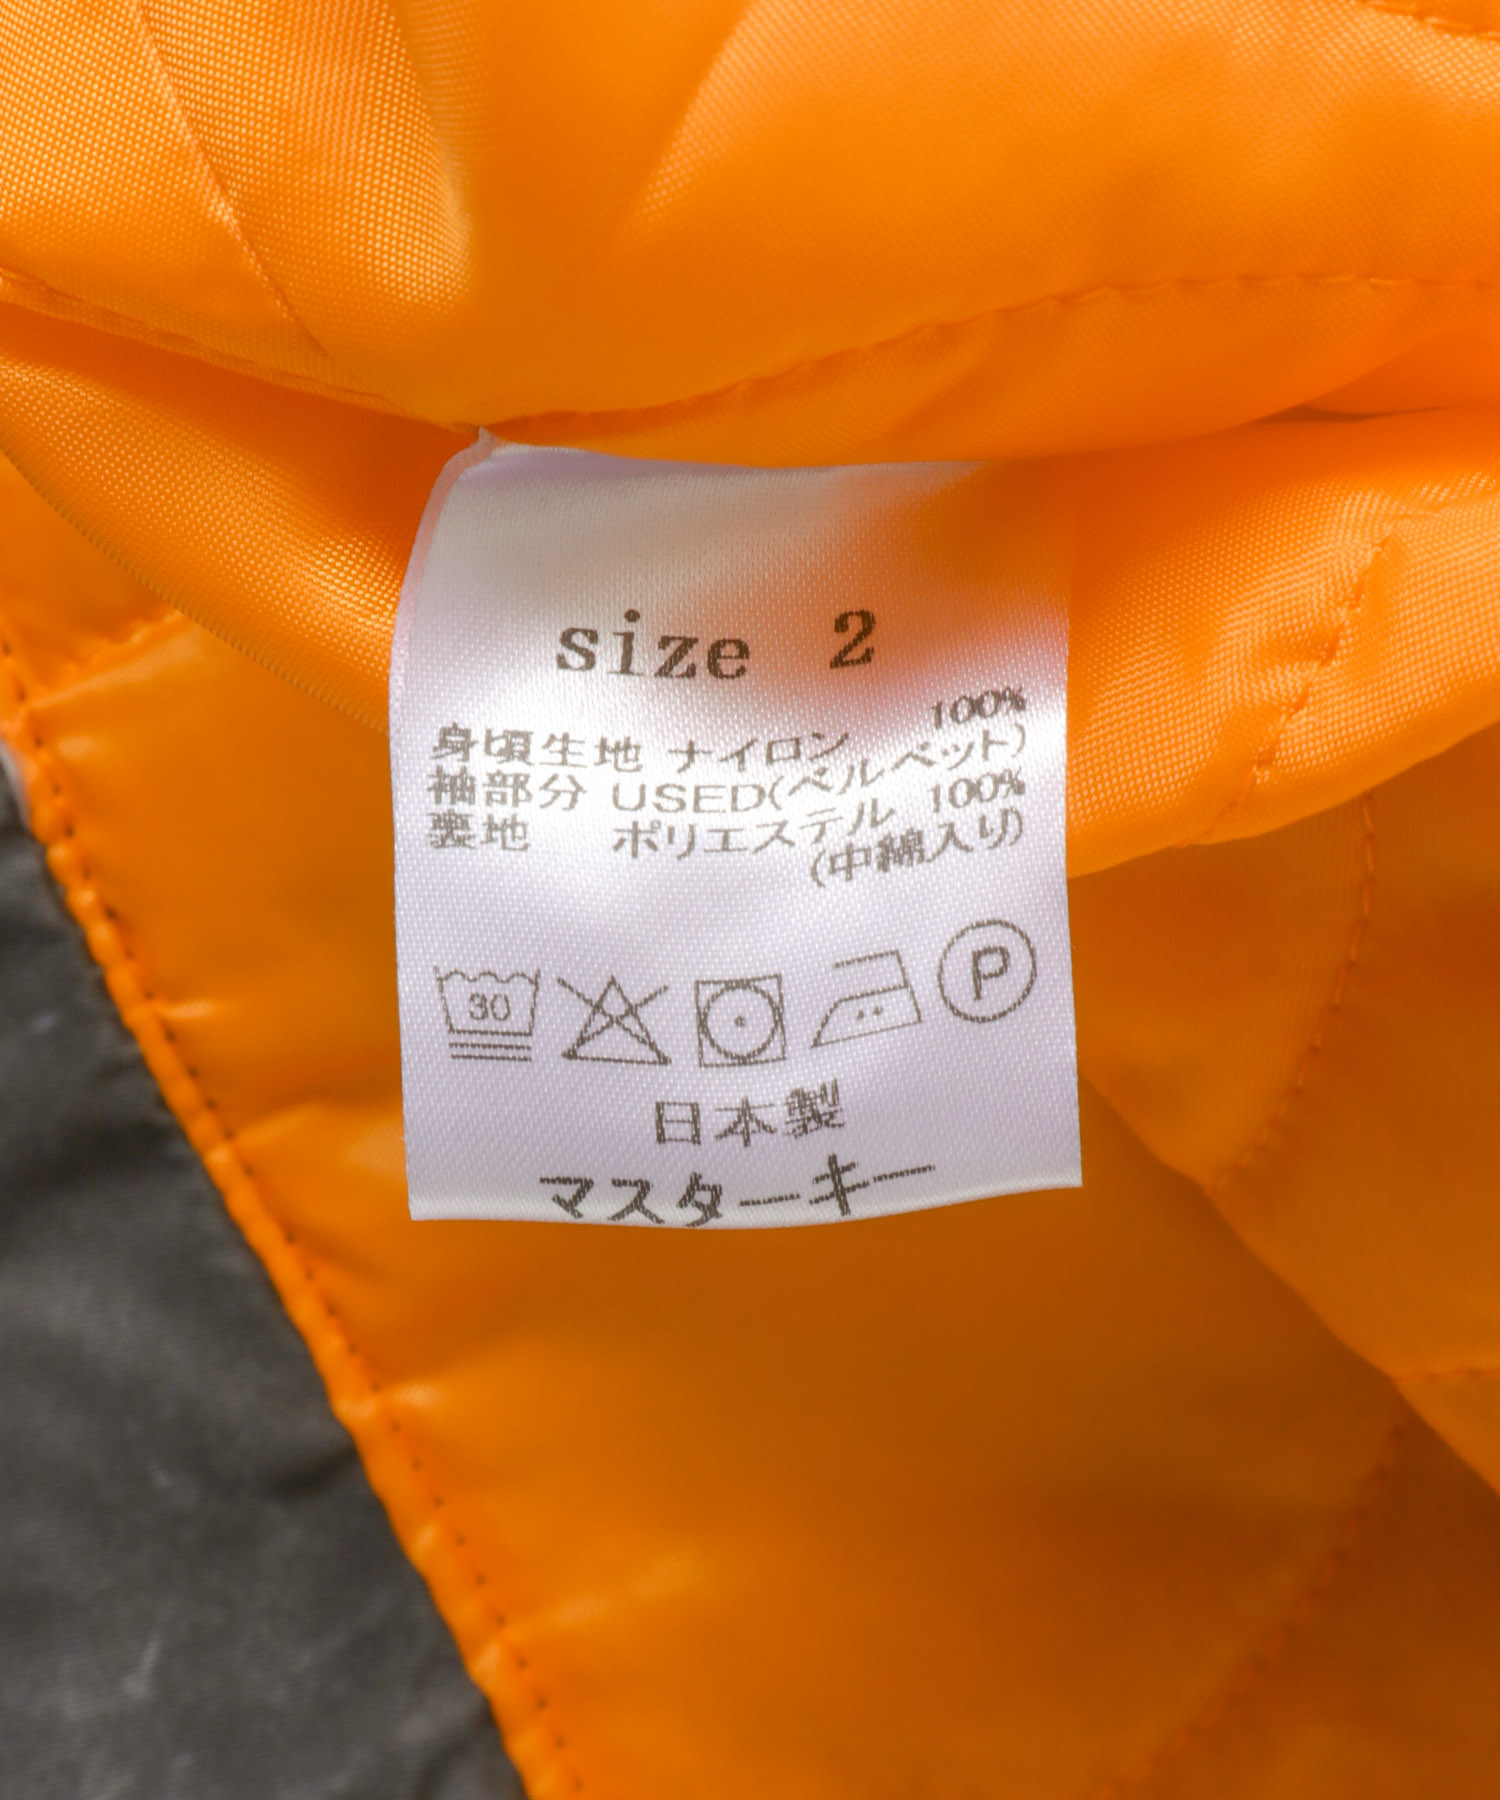 size 2
身頃生地 ナイロン 100%
袖部分 USED(ベルベット)
裏地 ポリエステル 100%
(中綿入り)
30
P
日本製
マスターキー